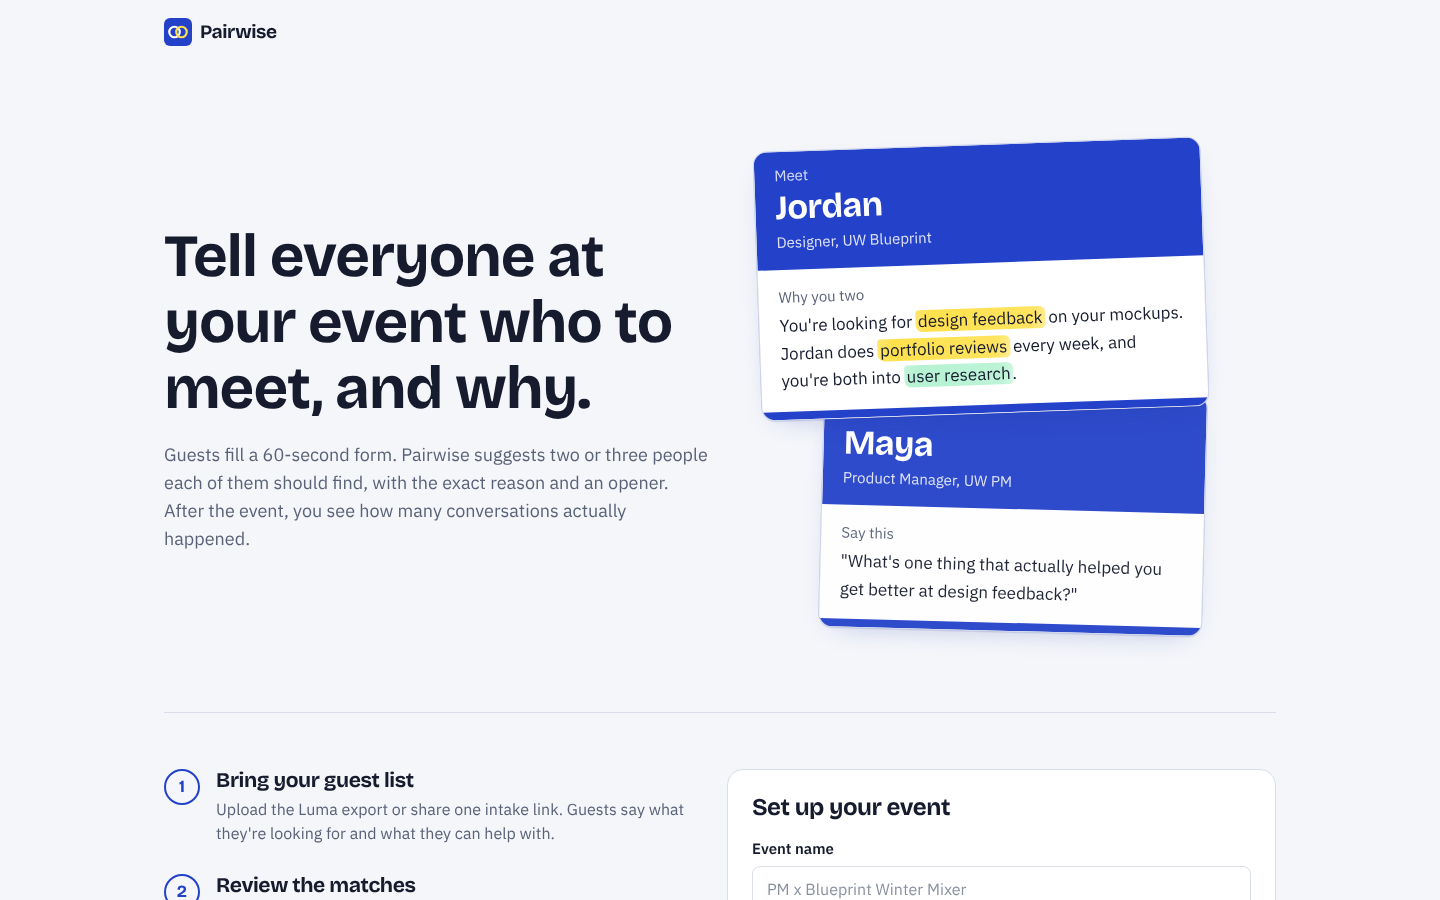 Pairwise
Tell everyone at
your event who to
meet, and why.
Guests fill a 60-second form. Pairwise suggests two or three people
each of them should find, with the exact reason and an opener.
After the event, you see how many conversations actually
happened.
Meet
Jordan
Designer, UW Blueprint
Why you two
You're looking for design feedback on your mockups.
Jordan does portfolio reviews every week, and
you're both into user research.
Maya
Product Manager, UW PM
Say this
"What's one thing that actually helped you
get better at design feedback?"
1
Bring your guest list
Upload the Luma export or share one intake link. Guests say what
they're looking for and what they can help with.
2
Review the matches
Set up your event
Event name
PM x Blueprint Winter Mixer